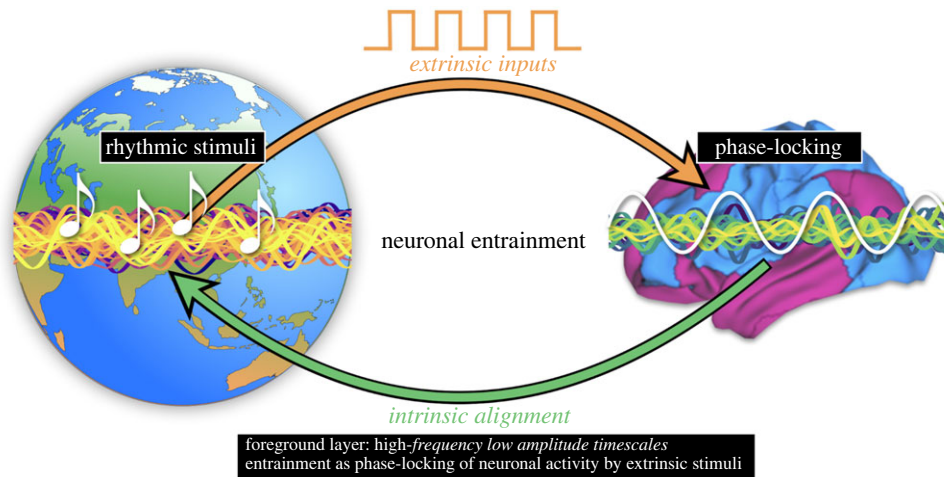 extrinsic inputs
rhythmic stimuli
phase-locking
neuronal entrainment
intrinsic alignment
foreground layer: high-frequency low amplitude timescales
entrainment as phase-locking of neuronal activity by extrinsic stimuli